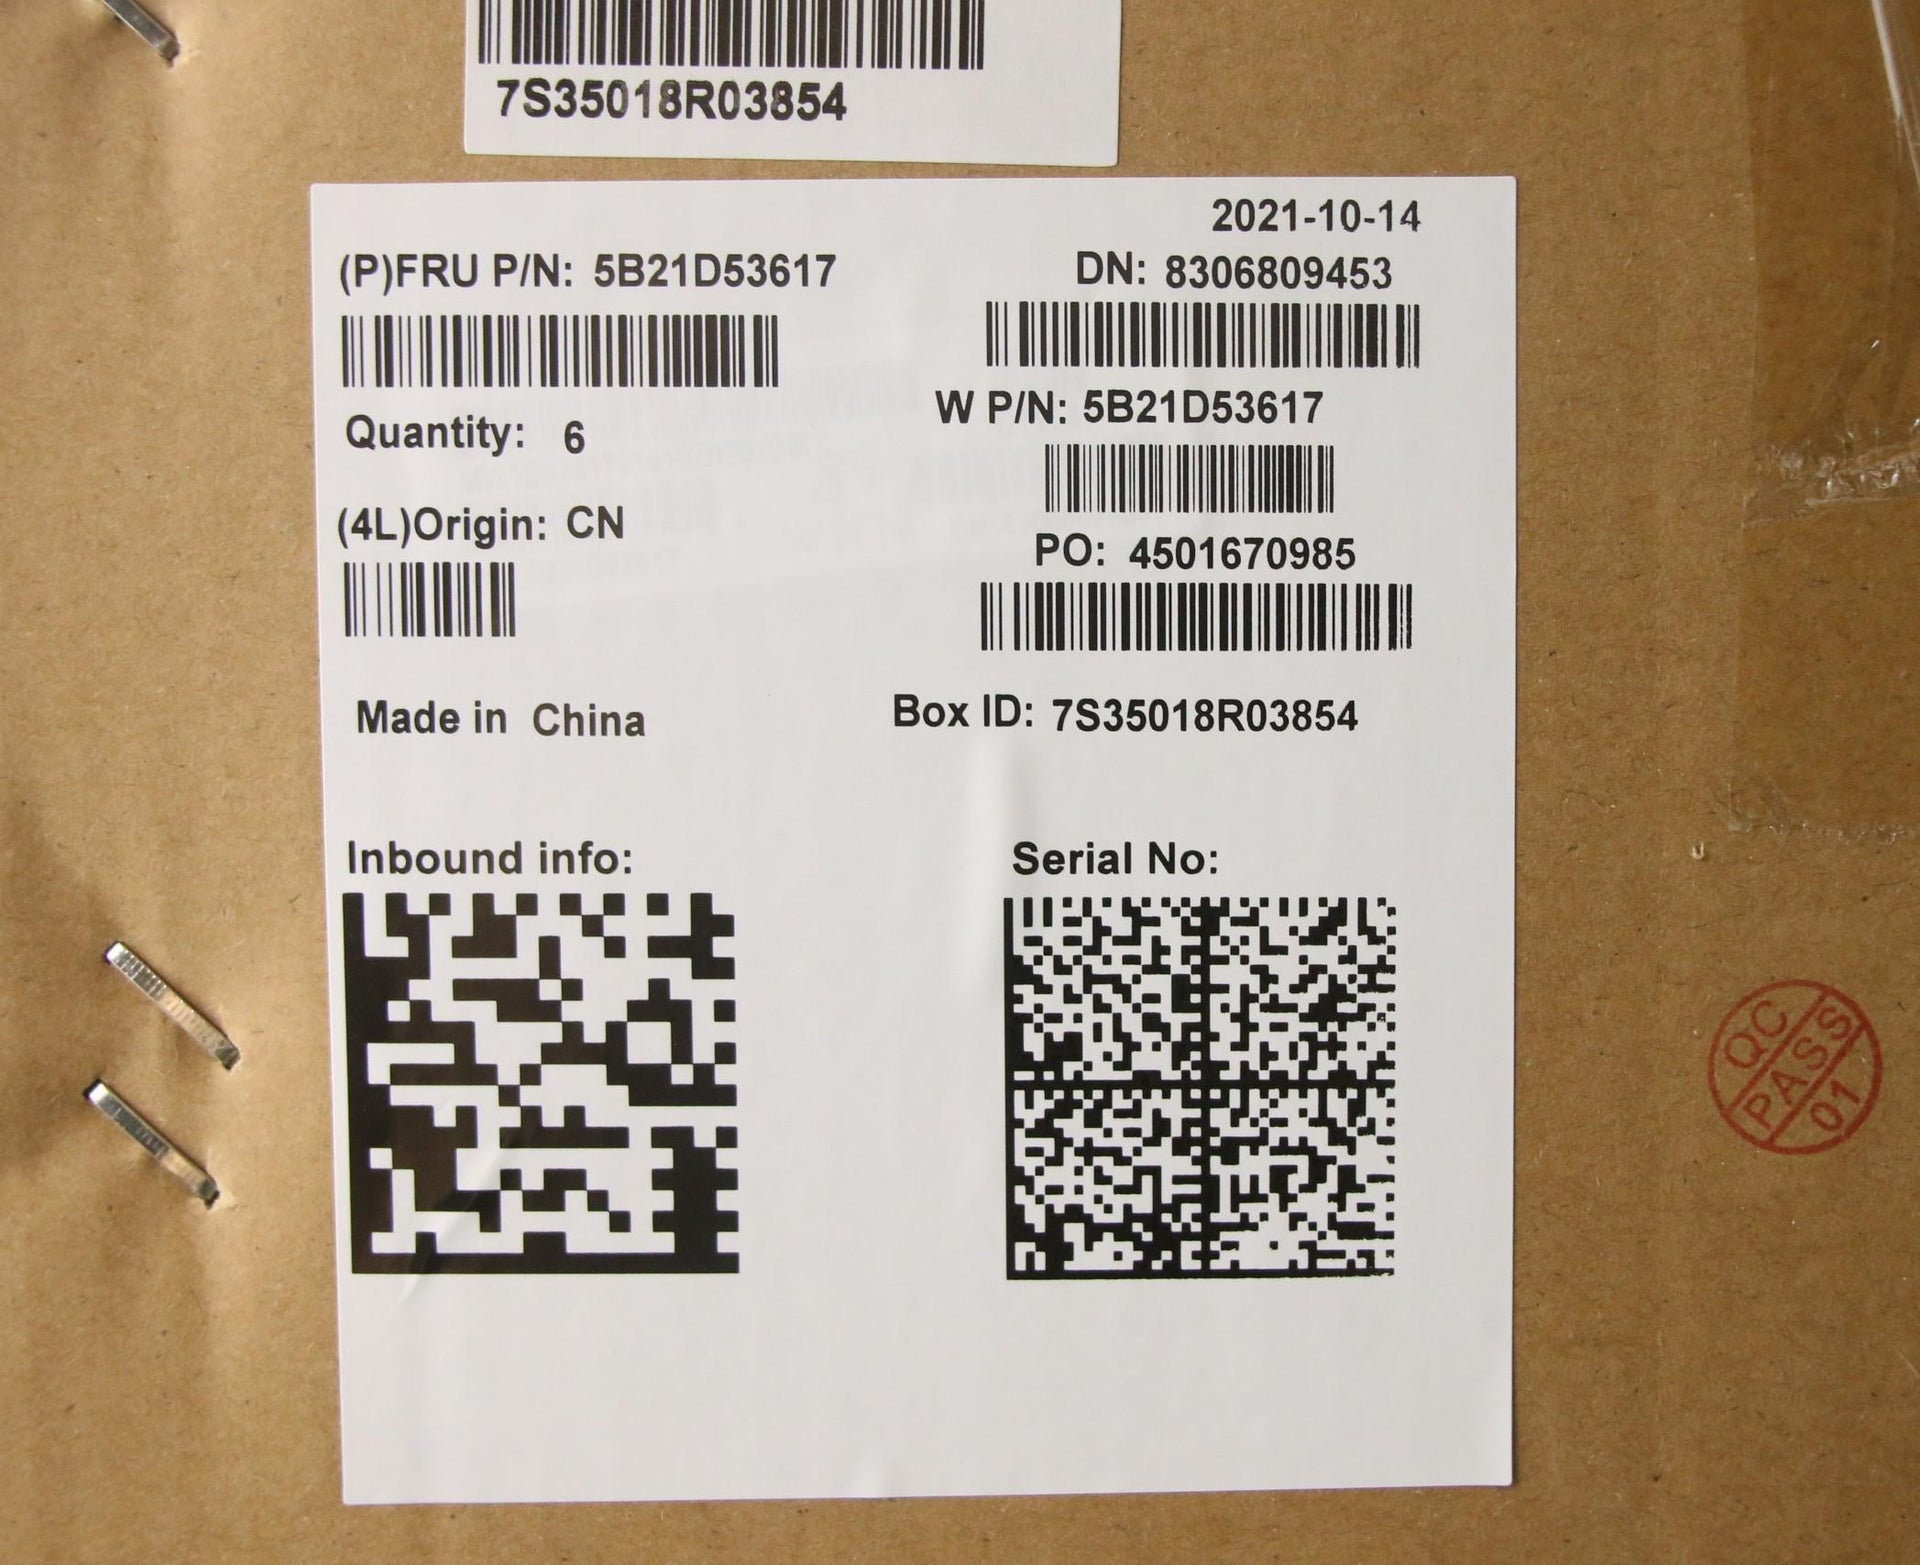 7S35018R03854
2021-10-14
(P)FRU P/N: 5B21D53617
DN: 8306809453
Quantity: 6
W P/N: 5B21D53617
(4L)Origin: CN
PO: 4501670985
Made in China
Box ID: 7S35018R03854
Inbound info:
Serial No:
QC
PASS
01